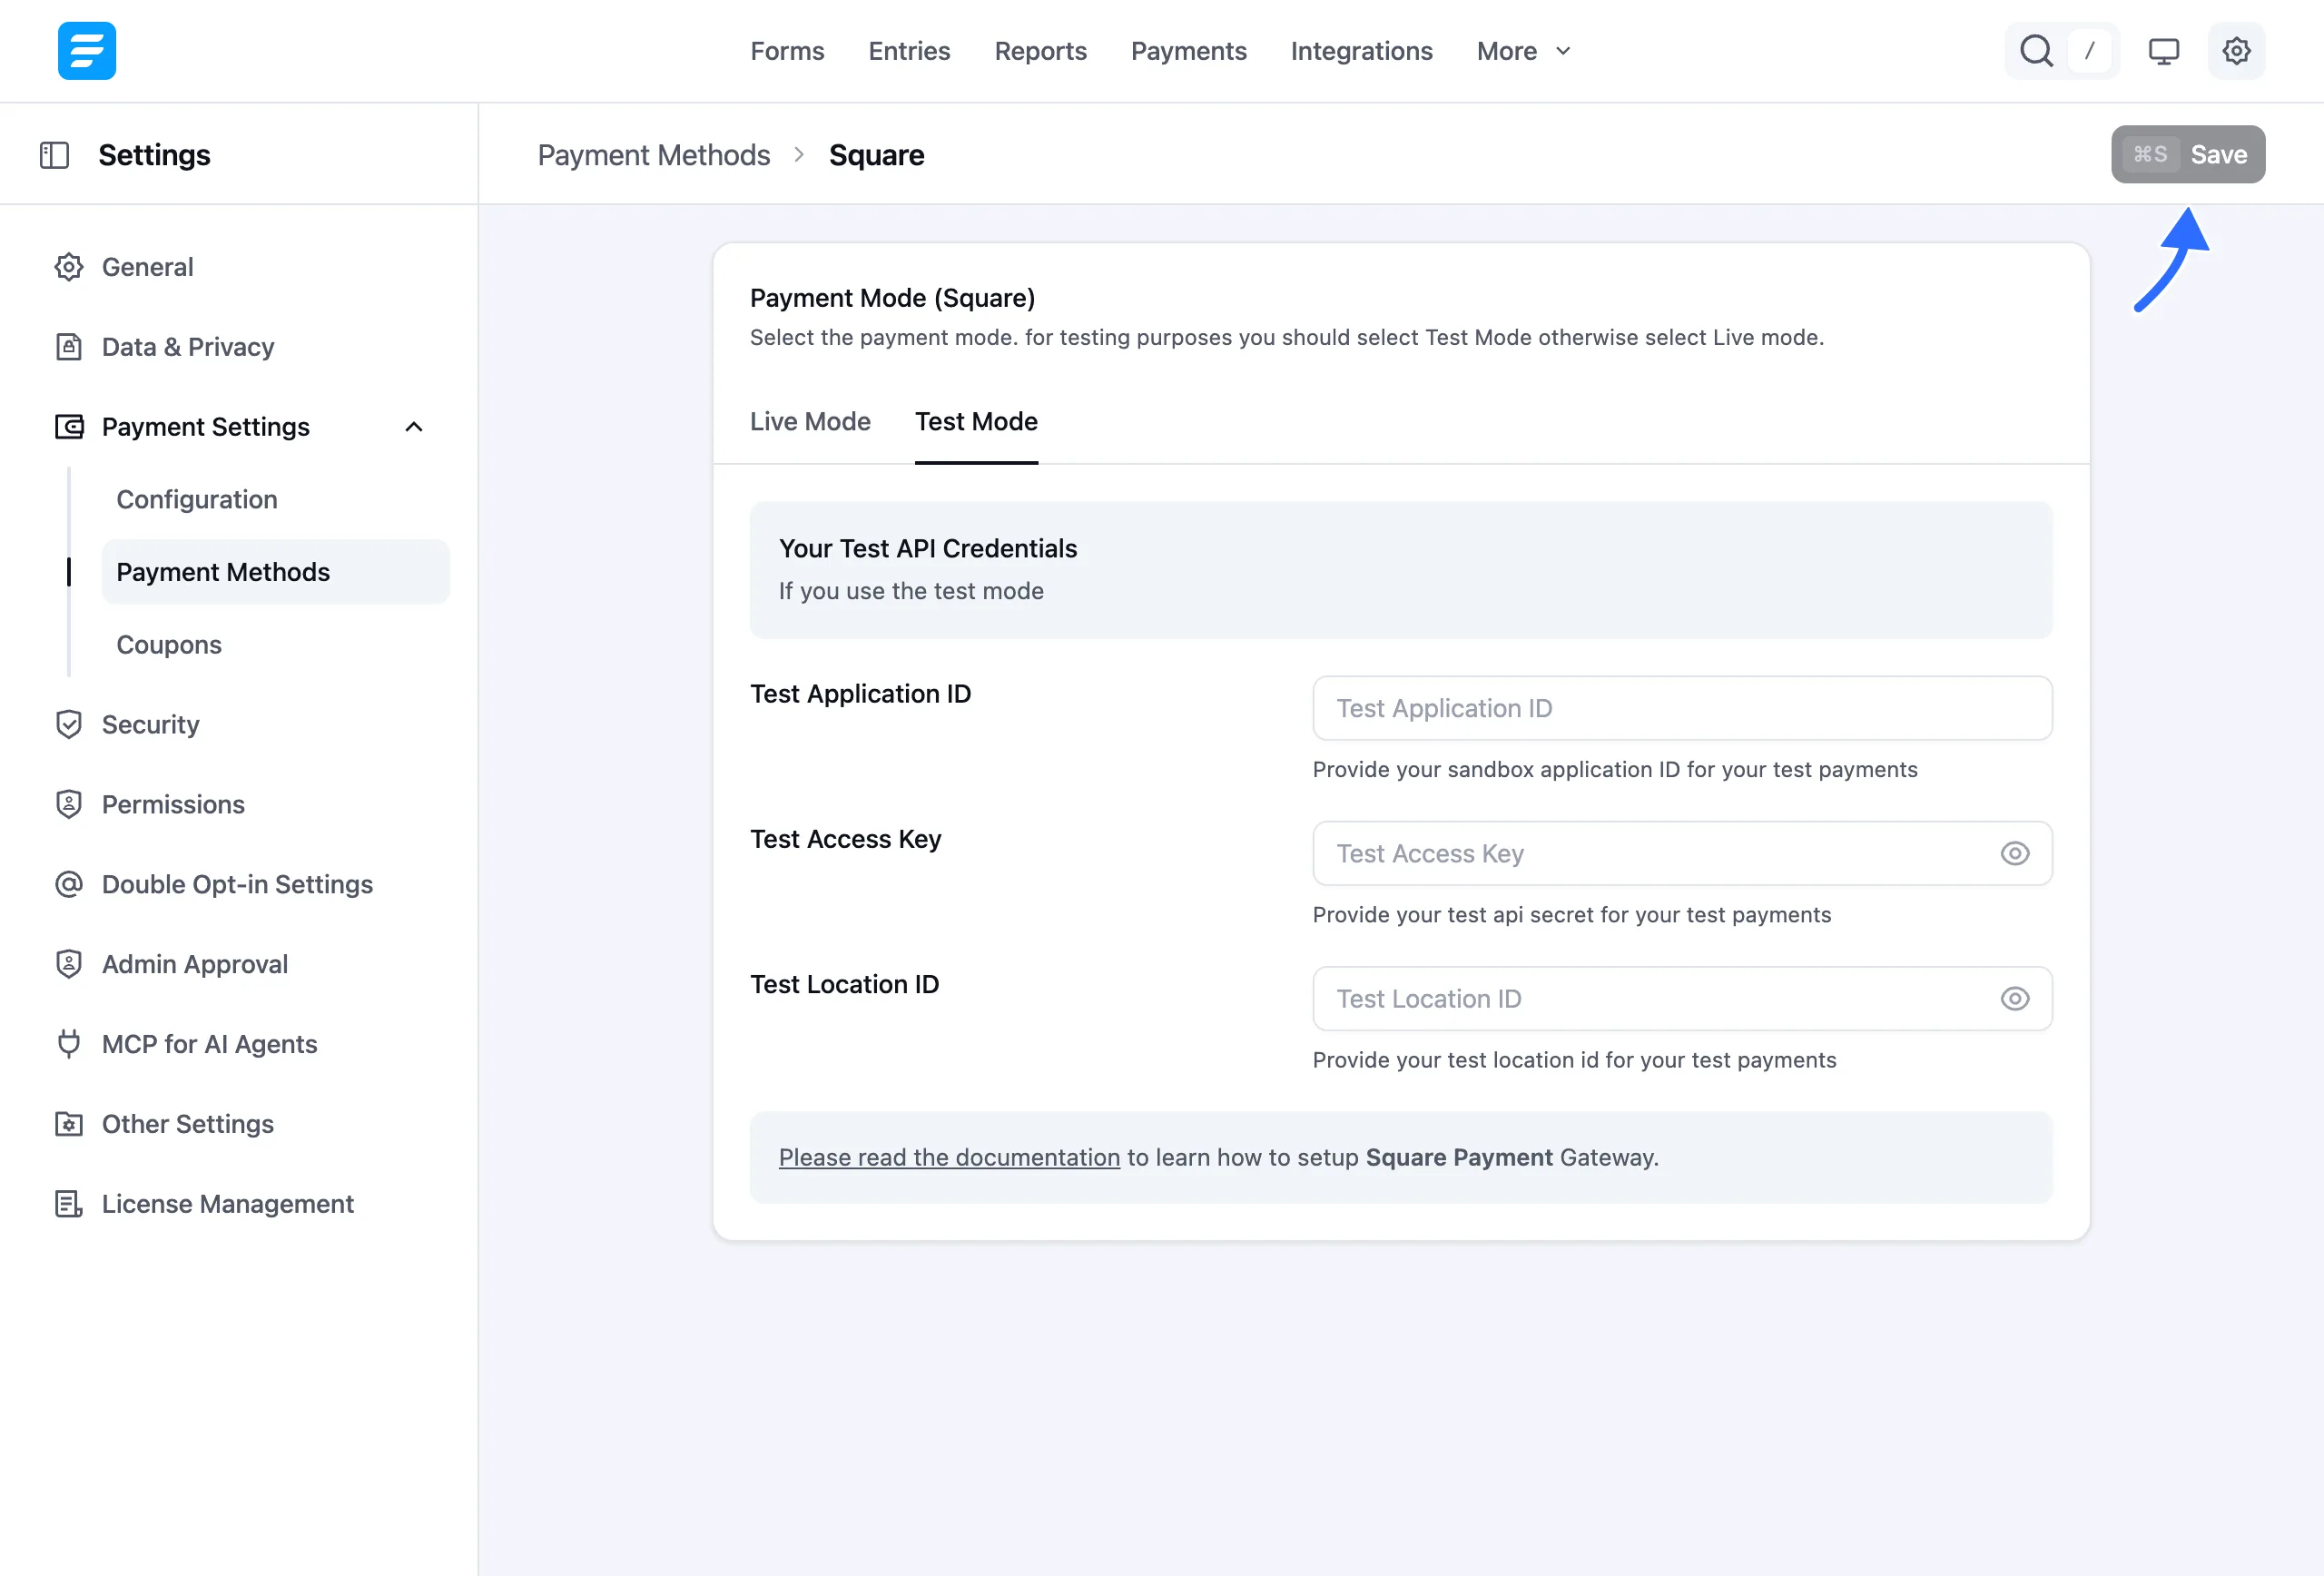 Forms Entries Reports Payments Integrations More /
Settings
Payment Methods > Square
⌘S Save
General
Data & Privacy
Payment Settings
Configuration
Payment Methods
Coupons
Security
Permissions
Double Opt-in Settings
Admin Approval
MCP for AI Agents
Other Settings
License Management
Payment Mode (Square)
Select the payment mode. for testing purposes you should select Test Mode otherwise select Live mode.
Live Mode Test Mode
Your Test API Credentials
If you use the test mode
Test Application ID
Test Application ID
Provide your sandbox application ID for your test payments
Test Access Key
Test Access Key
Provide your test api secret for your test payments
Test Location ID
Test Location ID
Provide your test location id for your test payments
Please read the documentation to learn how to setup Square Payment Gateway.